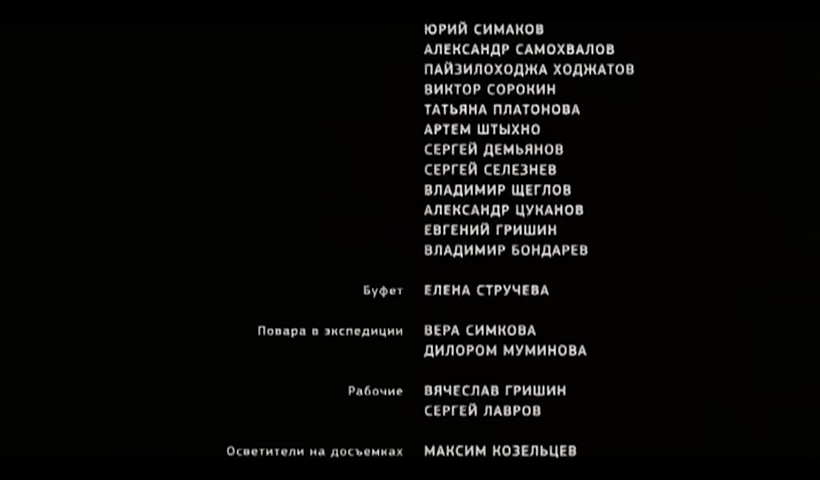 ЮРИЙ СИМАКОВ
АЛЕКСАНДР САМОХВАЛОВ
ПАЙЗИЛОХОДЖА ХОДЖАТОВ
ВИКТОР СОРОКИН
ТАТЬЯНА ПЛАТОНОВА
АРТЕМ ШТЫХНО
СЕРГЕЙ ДЕМЬЯНОВ
СЕРГЕЙ СЕЛЕЗНЕВ
ВЛАДИМИР ЩЕГЛОВ
АЛЕКСАНДР ЦУКАНОВ
ЕВГЕНИЙ ГРИШИН
ВЛАДИМИР БОНДАРЕВ
Буфет ЕЛЕНА СТРУЧЕВА
Повара в экспедиции ВЕРА СИМКОВА
ДИЛОРОМ МУМИНОВА
Рабочие ВЯЧЕСЛАВ ГРИШИН
СЕРГЕЙ ЛАВРОВ
Осветители на досъемках МАКСИМ КОЗЕЛЬЦЕВ